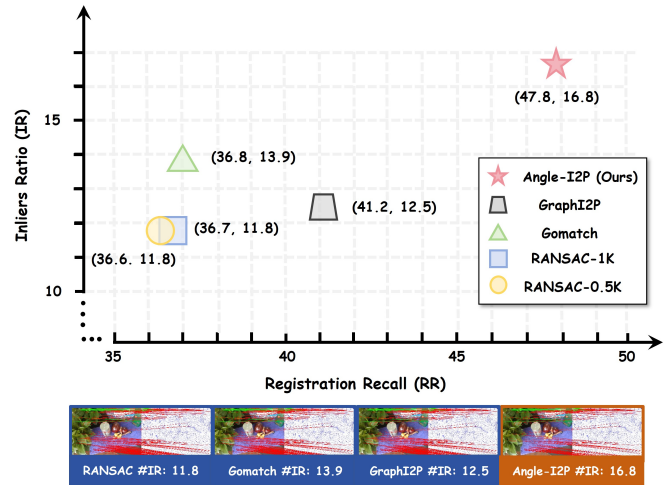 15
10
Inliers Ratio (IR)
(47.8, 16.8)
(36.8, 13.9)
(41.2, 12.5)
(36.7, 11.8)
(36.6. 11.8)
Angle-I2P (Ours)
GraphI2P
Gomatch
RANSAC-1K
RANSAC-0.5K
35 40 45 50
Registration Recall (RR)
RANSAC #IR: 11.8
Gomatch #IR: 13.9
GraphI2P #IR: 12.5
Angle-I2P #IR: 16.8